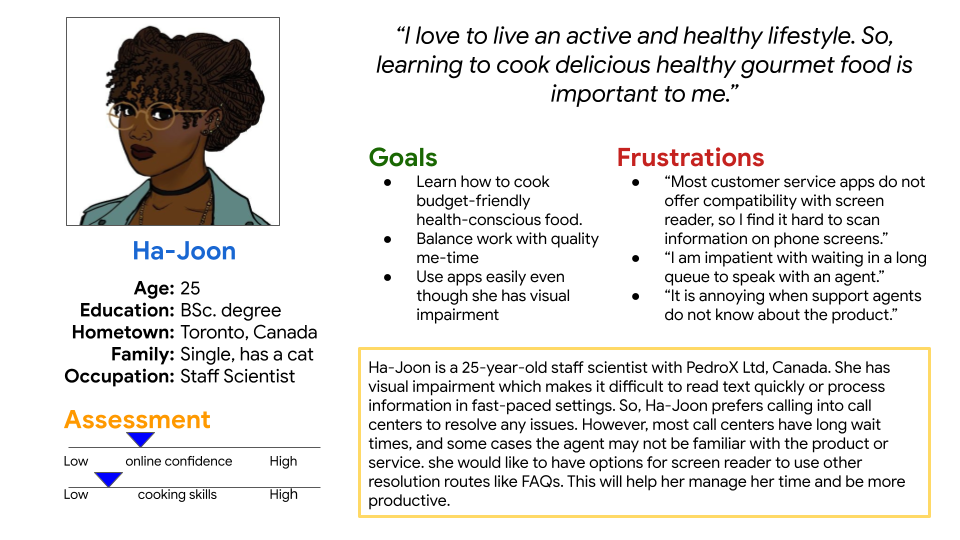 “I love to live an active and healthy lifestyle. So,
learning to cook delicious healthy gourmet food is
important to me.”
Ha-Joon
Age: 25
Education: BSc. degree
Hometown: Toronto, Canada
Family: Single, has a cat
Occupation: Staff Scientist
Assessment
Low online confidence High
Low cooking skills High
Goals
● Learn how to cook
budget-friendly
health-conscious food.
● Balance work with quality
me-time
● Use apps easily even
though she has visual
impairment
Frustrations
● “Most customer service apps do not
offer compatibility with screen
reader, so I find it hard to scan
information on phone screens.”
● “I am impatient with waiting in a long
queue to speak with an agent.”
● “It is annoying when support agents
do not know about the product.”
Ha-Joon is a 25-year-old staff scientist with PedroX Ltd, Canada. She has
visual impairment which makes it difficult to read text quickly or process
information in fast-paced settings. So, Ha-Joon prefers calling into call
centers to resolve any issues. However, most call centers have long wait
times, and some cases the agent may not be familiar with the product or
service. she would like to have options for screen reader to use other
resolution routes like FAQs. This will help her manage her time and be more
productive.